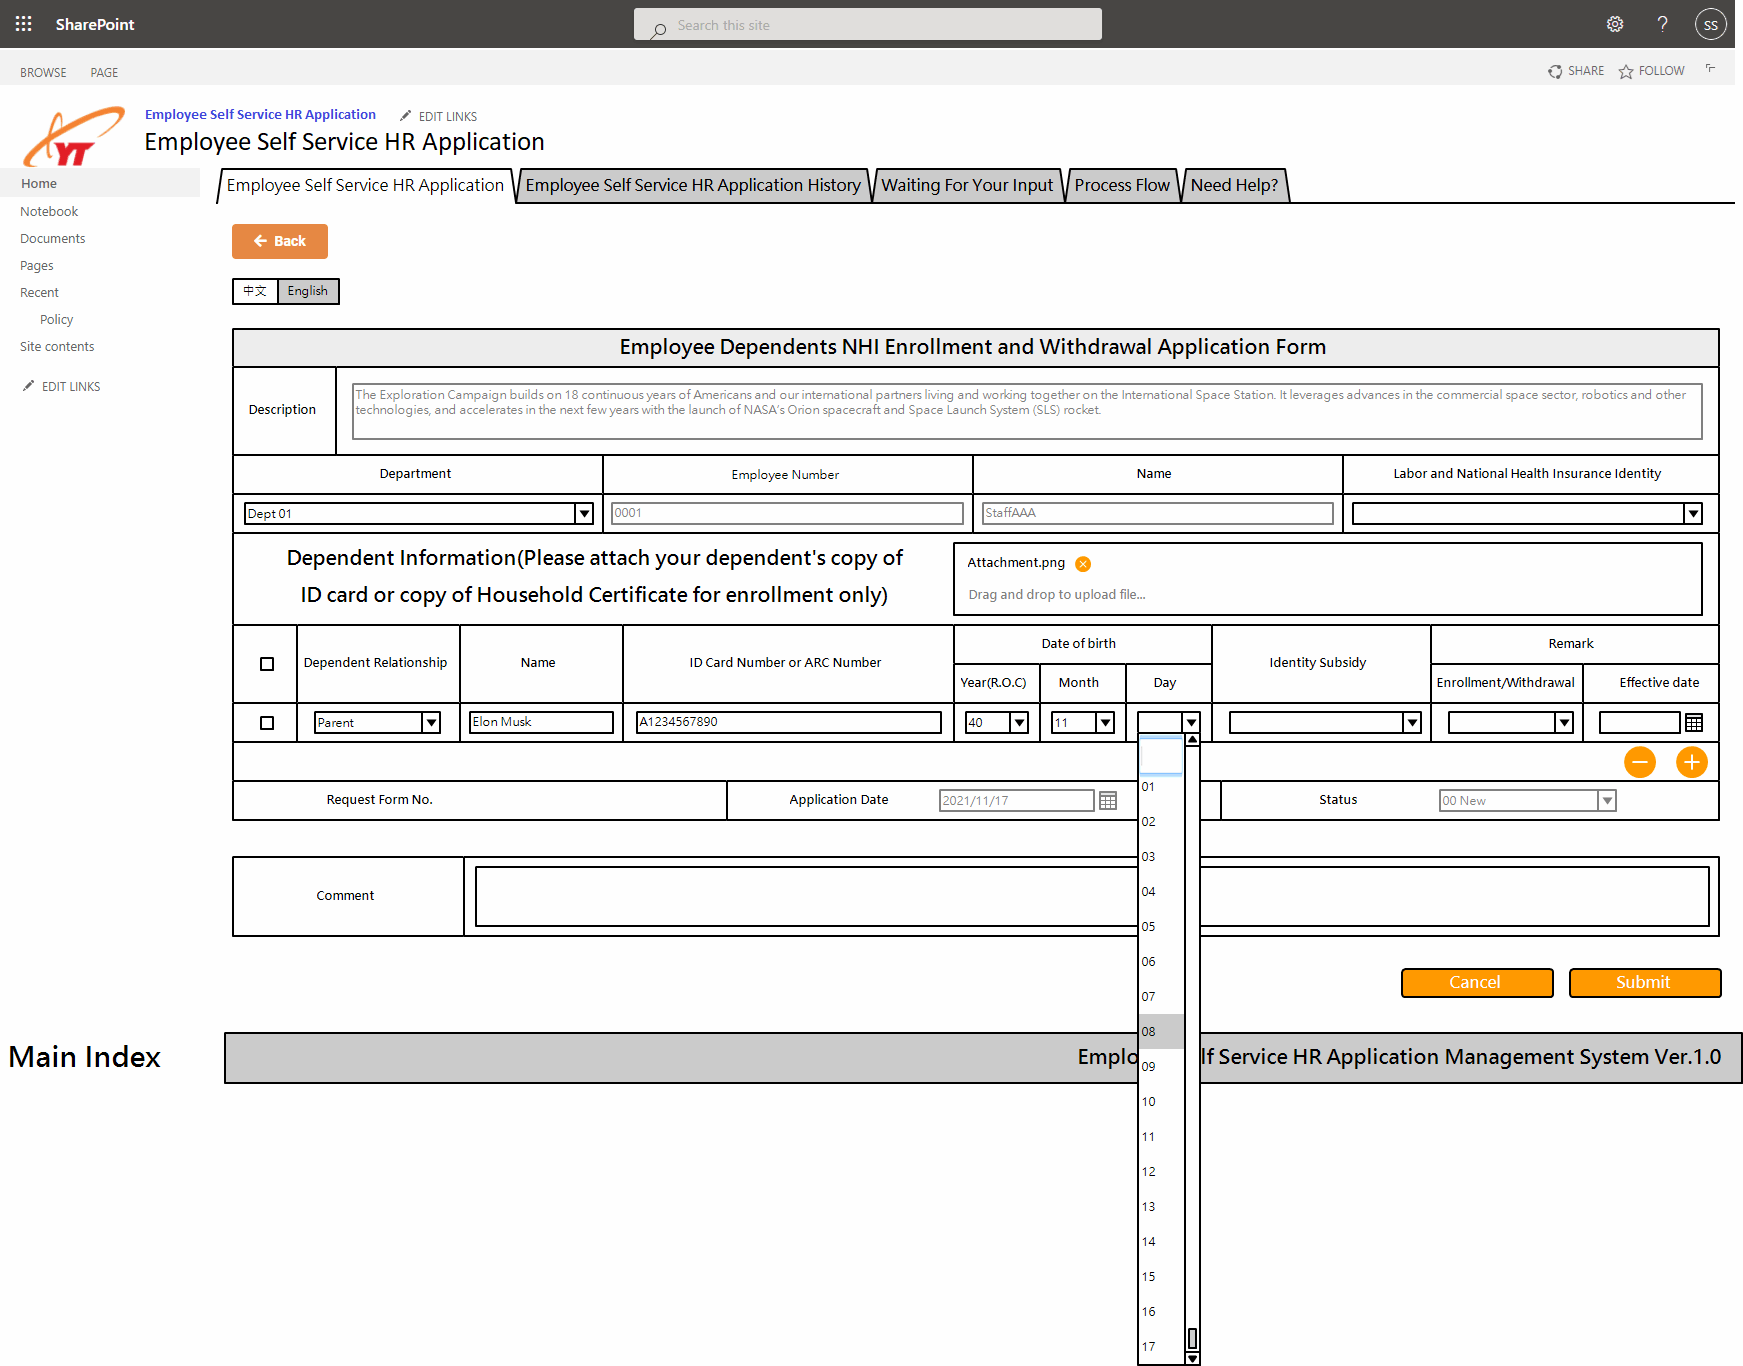 SharePoint
Search this site
?
SS
BROWSE
PAGE
SHARE
FOLLOW
YT
Employee Self Service HR Application
EDIT LINKS
Employee Self Service HR Application
Home
Notebook
Documents
Pages
Recent
Policy
Site contents
EDIT LINKS
Employee Self Service HR Application
Employee Self Service HR Application History
Waiting For Your Input
Process Flow
Need Help?
Back
中文
English
Employee Dependents NHI Enrollment and Withdrawal Application Form
Description
The Exploration Campaign builds on 18 continuous years of Americans and our international partners living and working together on the International Space Station. It leverages advances in the commercial space sector, robotics and other
technologies, and accelerates in the next few years with the launch of NASA's Orion spacecraft and Space Launch System (SLS) rocket.
Department
Employee Number
Name
Labor and National Health Insurance Identity
Dept 01
0001
StaffAAA
Dependent Information(Please attach your dependent's copy of
ID card or copy of Household Certificate for enrollment only)
Attachment.png
Drag and drop to upload file...
Dependent Relationship
Name
ID Card Number or ARC Number
Date of birth
Year(R.O.C)
Month
Day
Identity Subsidy
Remark
Enrollment/Withdrawal
Effective date
Parent
Elon Musk
A1234567890
40
11
Request Form No.
Application Date
2021/11/17
Status
00 New
01
02
03
04
05
06
07
08
09
10
11
12
13
14
15
16
17
Comment
Cancel
Submit
Main Index
Emplo
lf Service HR Application Management System Ver.1.0